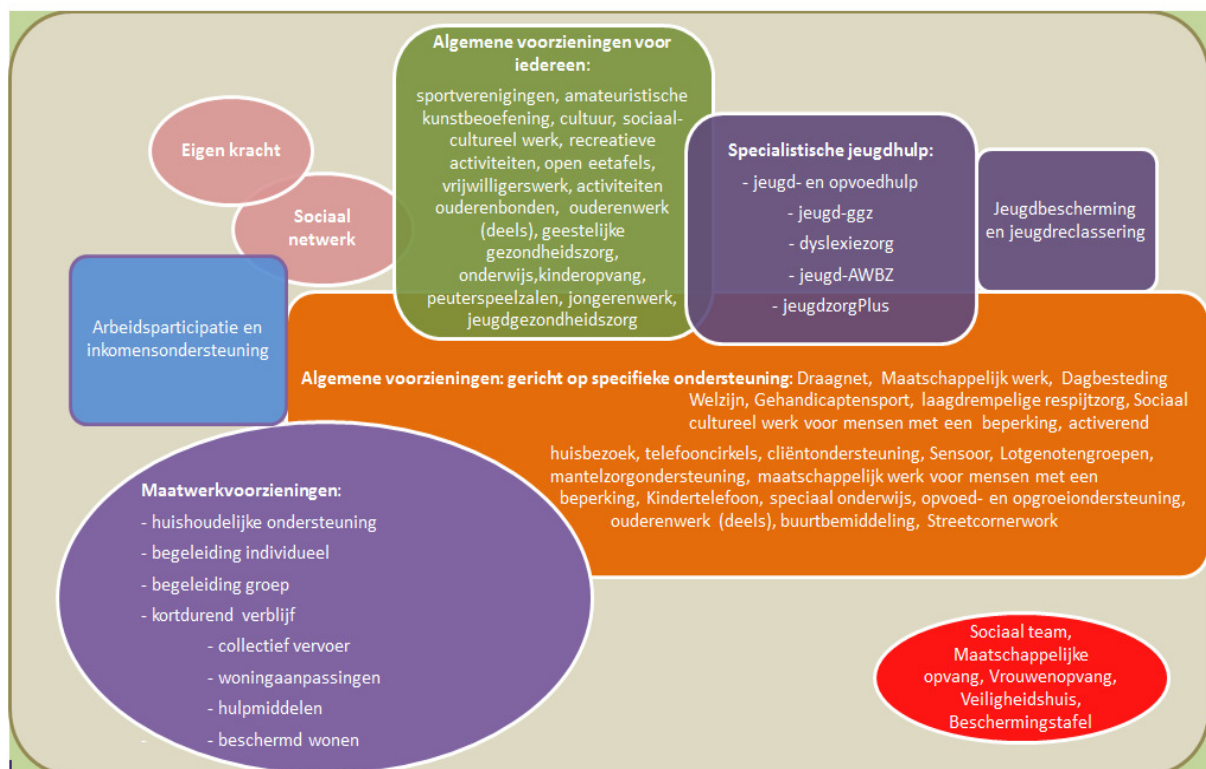 Algemene voorzieningen voor
iedereen:
sportverenigingen, amateuristische
kunstbeoefening, cultuur, sociaal-
cultureel werk, recreatieve
activiteiten, open eetafels,
vrijwilligerswerk, activiteiten
ouderenbonden, ouderenwerk
(deels), geestelijke
gezondheidszorg,
onderwijs,kinderopvang,
peuterspeelzalen, jongerenwerk,
jeugdgezondheidszorg
Eigen kracht
Sociaal
netwerk
Specialistische jeugdhulp:
- jeugd- en opvoedhulp
- jeugd-ggz
- dyslexiezorg
- jeugd-AWBZ
- jeugdzorgPlus
Jeugdbescherming
en jeugdreclassering
Arbeidsparticipatie en
inkomensondersteuning
Algemene voorzieningen: gericht op specifieke ondersteuning: Draagnet, Maatschappelijk werk, Dagbesteding
Welzijn, Gehandicaptensport, laagdrempelige respijtzorg, Sociaal
cultureel werk voor mensen met een beperking, activerend
huisbezoek, telefooncirkels, cliëntondersteuning, Sensoor, Lotgenotengroepen,
mantelzorgondersteuning, maatschappelijk werk voor mensen met een
beperking, Kindertelefoon, speciaal onderwijs, opvoed- en opgroeiondersteuning,
ouderenwerk (deels), buurtbemiddeling, Streetcornerwork
Maatwerkvoorzieningen:
- huishoudelijke ondersteuning
- begeleiding individueel
- begeleiding groep
- kortdurend verblijf
- collectief vervoer
- woningaanpassingen
- hulpmiddelen
- - beschermd wonen
Sociaal team,
Maatschappelijke
opvang, Vrouwenopvang,
Veiligheidshuis,
Beschermingstafel